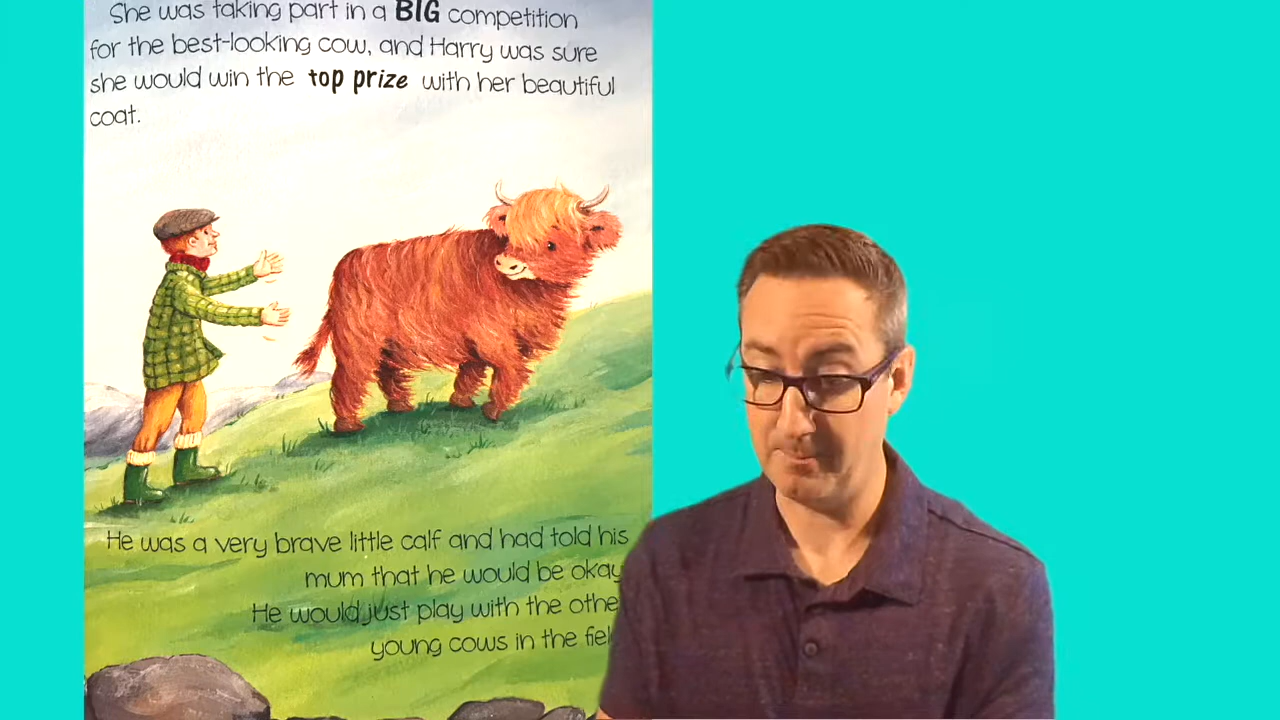 She was taking part in a BIG competition
for the best-looking cow, and Harry was sure
she would win the top prize with her beautiful
coat.
He was a very brave little calf and had told his
mum that he would be okay
He would just play with the othe
young cows in the fiel